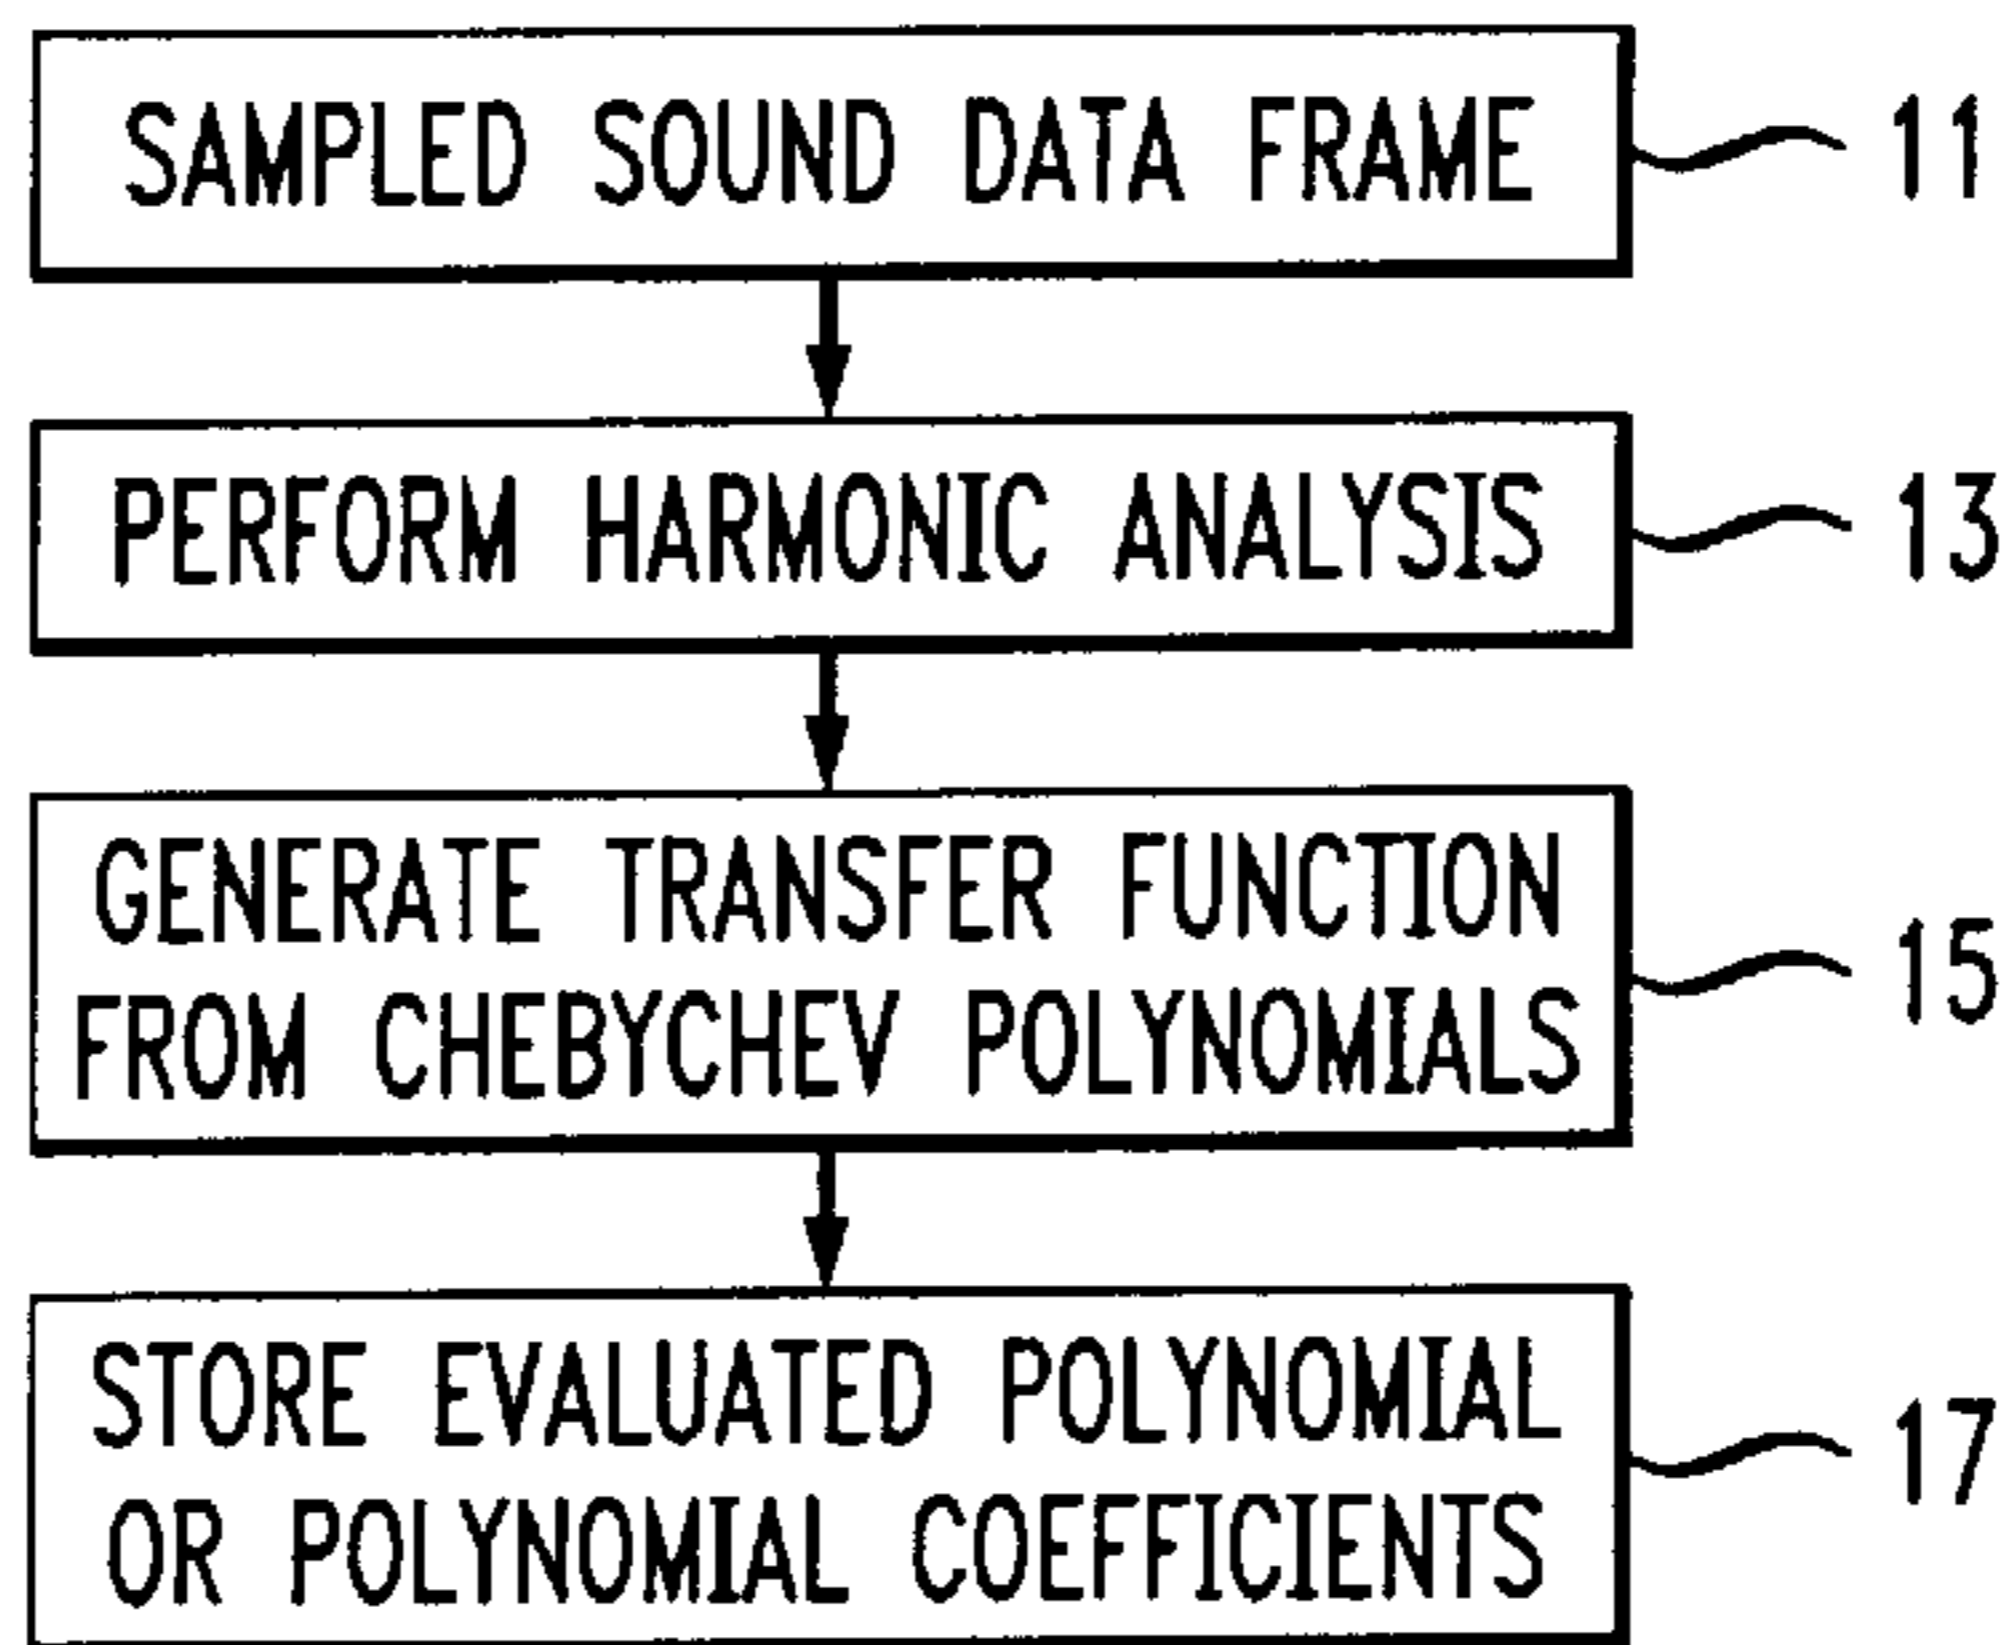 SAMPLED SOUND DATA FRAME 11
PERFORM HARMONIC ANALYSIS 13
GENERATE TRANSFER FUNCTION
FROM CHEBYCHEV POLYNOMIALS 15
STORE EVALUATED POLYNOMIAL
OR POLYNOMIAL COEFFICIENTS 17